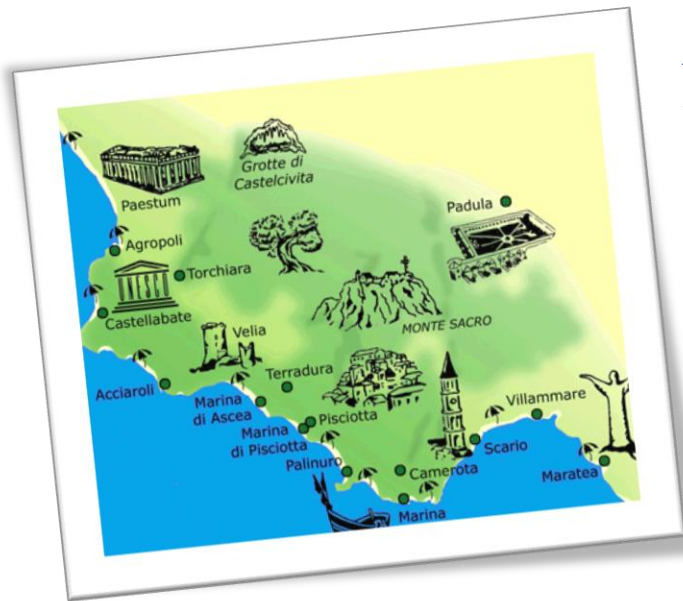 Grotte di
Castelcivita
Paestum
Padula
Agropoli
Torchiara
UNESCO
Castellabate
MONTE SACRO
Velia
Terradura
Acciaroli
Marina
di Ascea
Pisciotta
Villammare
Marina
di Pisciotta
Scario
Palinuro
Camerota
Maratea
Marina